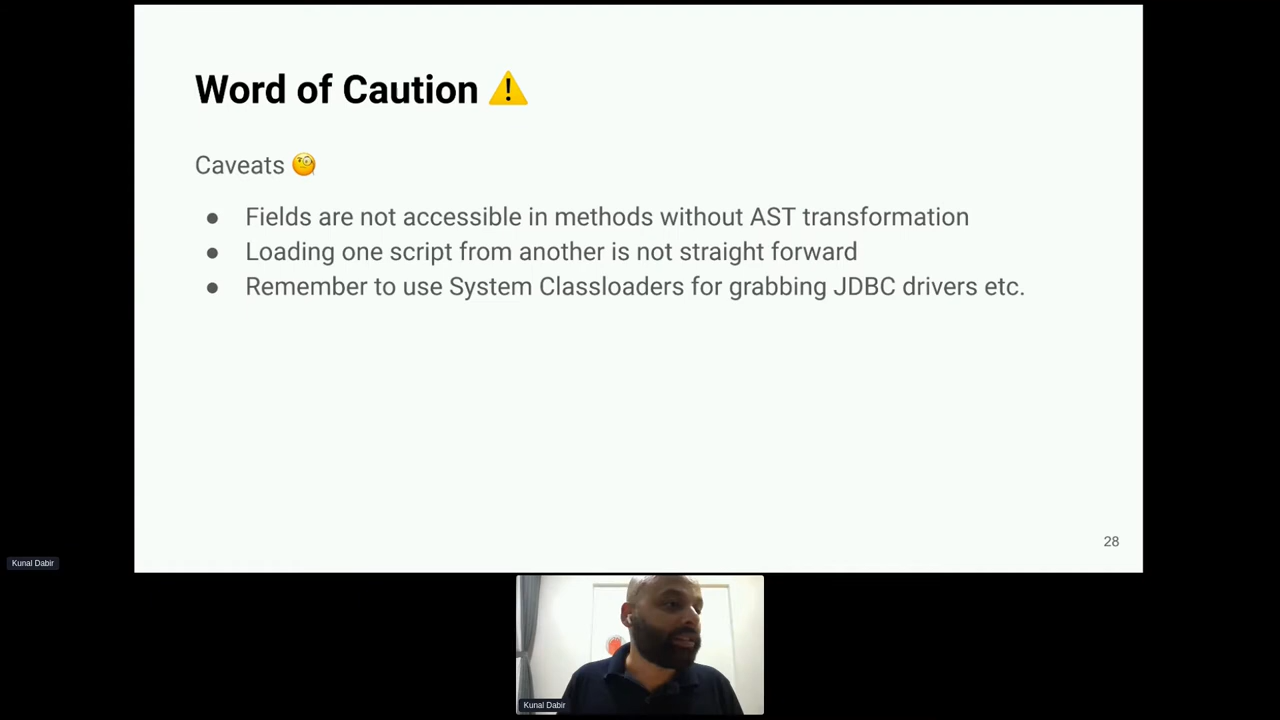 Word of Caution ⚠️
Caveats 🧐
● Fields are not accessible in methods without AST transformation
● Loading one script from another is not straight forward
● Remember to use System Classloaders for grabbing JDBC drivers etc.
28
Kunal Dabir
Kunal Dabir